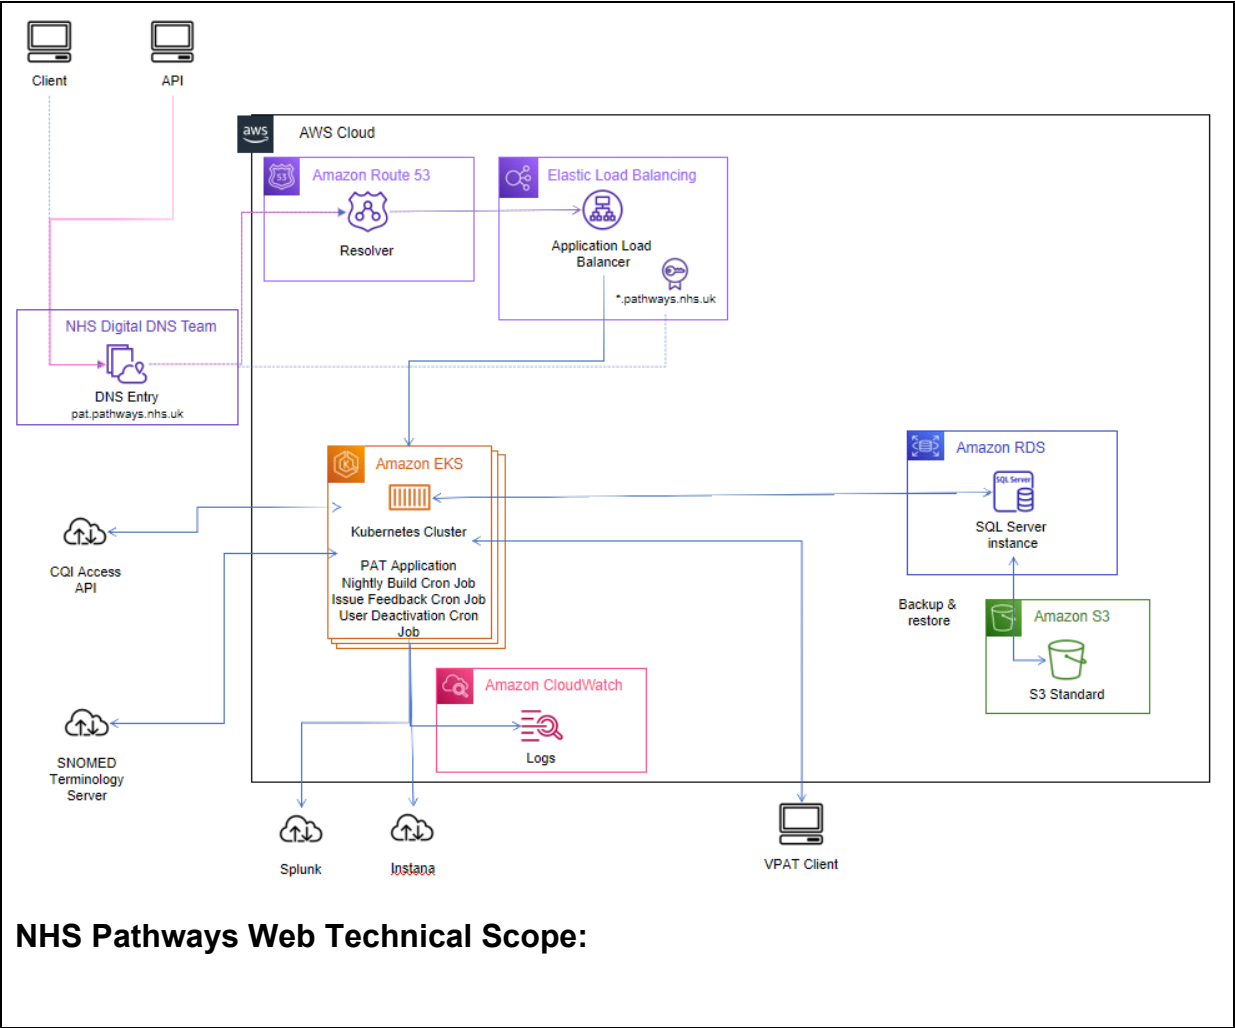 Client
API
aws
AWS Cloud
53
Amazon Route 53
Resolver
Elastic Load Balancing
Application Load
Balancer
*.pathways.nhs.uk
NHS Digital DNS Team
DNS Entry
pat.pathways.nhs.uk
K
Amazon EKS
Kubernetes Cluster
PAT Application
Nightly Build Cron Job
Issue Feedback Cron Job
User Deactivation Cron
Job
Amazon RDS
SQL Server
SQL Server
instance
CQI Access
API
Backup &
restore
Amazon S3
S3 Standard
Amazon CloudWatch
Logs
SNOMED
Terminology
Server
Splunk
Instana
VPAT Client
NHS Pathways Web Technical Scope: